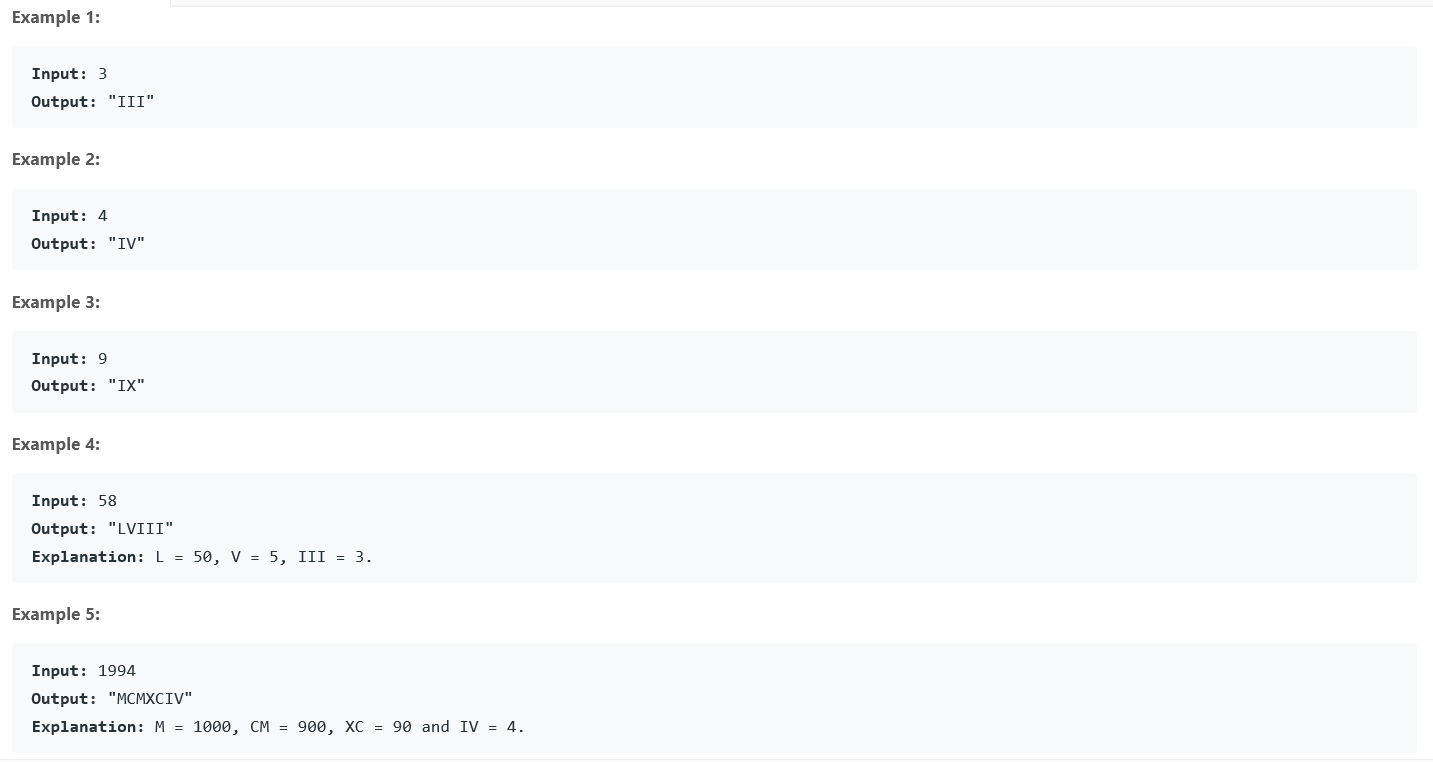 Example 1:
Input: 3
Output: "III"
Example 2:
Input: 4
Output: "IV"
Example 3:
Input: 9
Output: "IX"
Example 4:
Input: 58
Output: "LVIII"
Explanation: L = 50, V = 5, III = 3.
Example 5:
Input: 1994
Output: "MCMXCIV"
Explanation: M = 1000, CM = 900, XC = 90 and IV = 4.